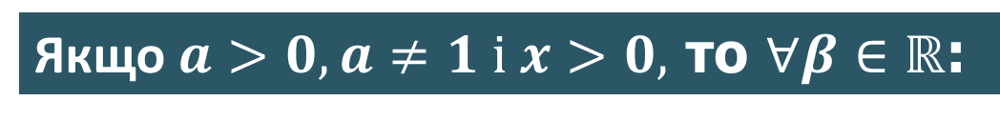 Якщо a > 0, a ≠ 1 і x > 0, то ∀β ∈ ℝ: